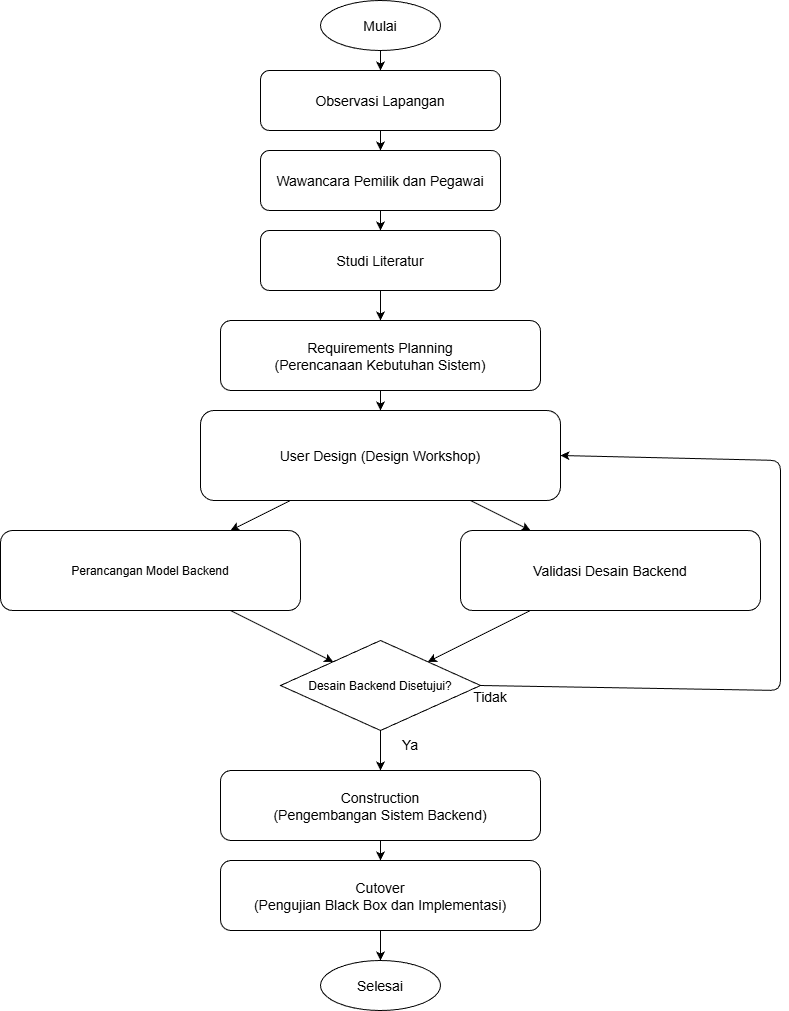 Mulai
Observasi Lapangan
Wawancara Pemilik dan Pegawai
Studi Literatur
Requirements Planning
(Perencanaan Kebutuhan Sistem)
User Design (Design Workshop)
Perancangan Model Backend
Validasi Desain Backend
Desain Backend Disetujui?
Tidak
Ya
Construction
(Pengembangan Sistem Backend)
Cutover
(Pengujian Black Box dan Implementasi)
Selesai